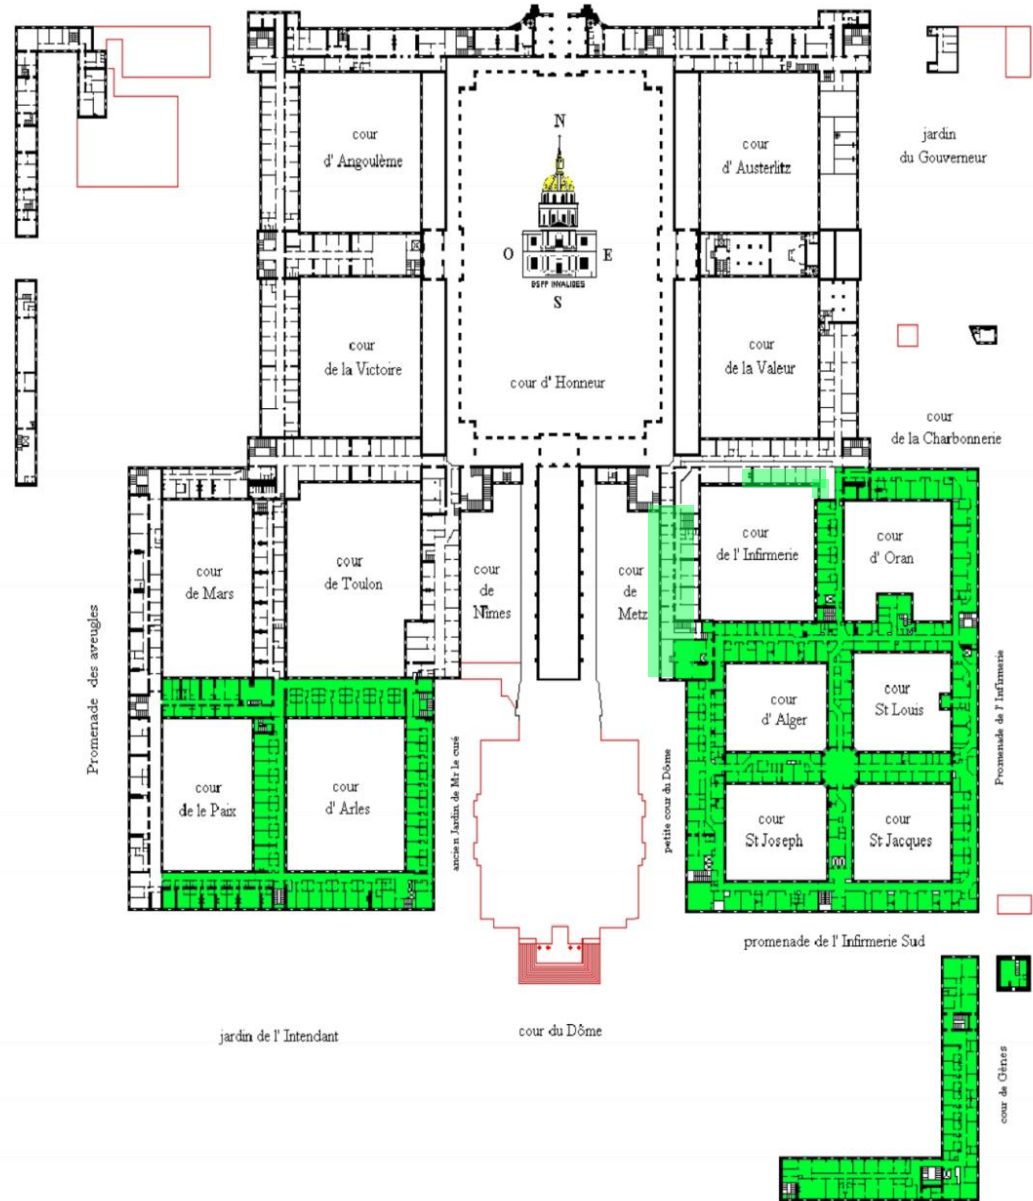 cour
d' Angoulème
N
O
E
BSPP INVALIDES
S
cour
d' Austerlitz
jardin
du Gouverneur
cour
de la Victoire
cour d' Honneur
cour
de la Valeur
cour
de la Charbonnerie
Promenade des aveugles
cour
de Mars
cour
de Toulon
cour
de
Nîmes
cour
de
Metz
cour
de l' Infirmerie
cour
d' Oran
cour
de le Paix
cour
d' Arles
ancien Jardin de Mr le curé
petite cour du Dôme
cour
d' Alger
cour
St Louis
Promenade de l' Infirmerie
cour
St Joseph
cour
St Jacques
promenade de l' Infirmerie Sud
jardin de l' Intendant
cour du Dôme
cour de Gènes